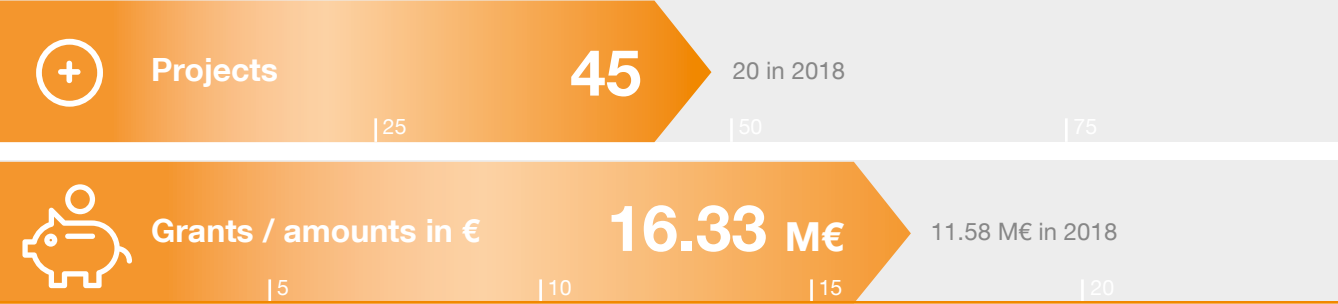 Projects 45 20 in 2018
25 50 75
Grants / amounts in € 16.33 M€ 11.58 M€ in 2018
5 10 15 20